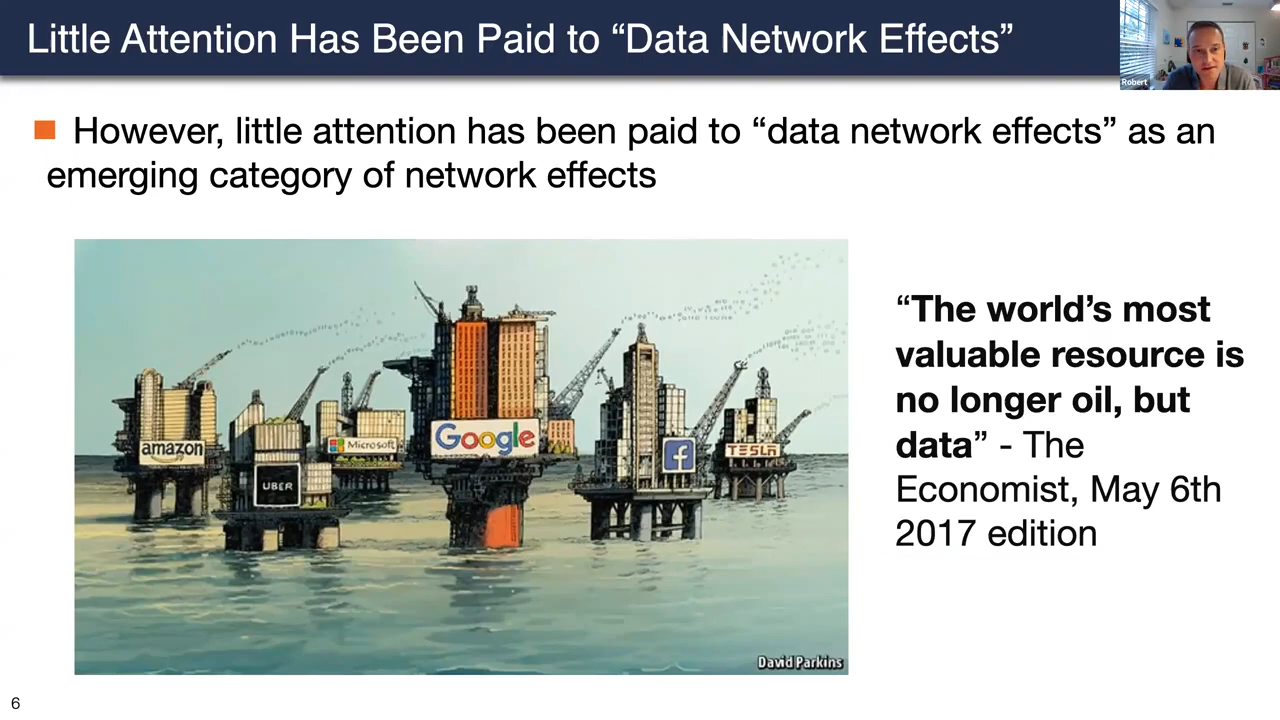 Little Attention Has Been Paid to “Data Network Effects”
Robert
■ However, little attention has been paid to “data network effects” as an
emerging category of network effects
amazon
UBER
Microsoft
Google
f
TESLA
David Parkins
“The world’s most
valuable resource is
no longer oil, but
data” - The
Economist, May 6th
2017 edition
6